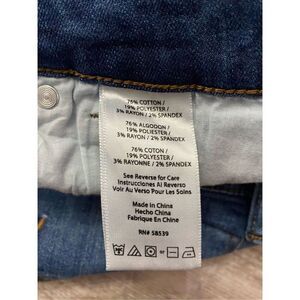 76% COTTON /
19% POLYESTER /
3% RAYON / 2% SPANDEX
76% ALGODON /
19% POLIESTER /
3% RAYON / 2% SPANDEX
76% COTON /
19% POLYESTER /
3% RAYONNE / 2% SPANDEX
See Reverse for Care
Instrucciones Al Reverso
Voir Au Verso Pour Les Soins
Made in China
Hecho China
Fabrique En Chine
RN# 58539
or